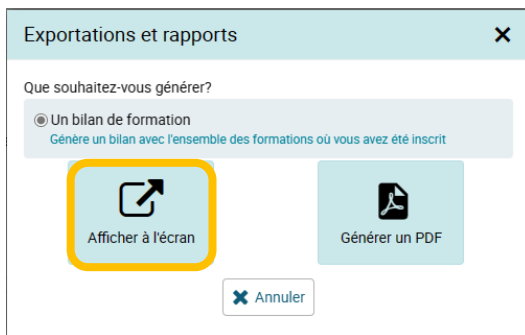 Exportations et rapports
Que souhaitez-vous générer?
Un bilan de formation
Génère un bilan avec l'ensemble des formations où vous avez été inscrit
Afficher à l'écran
Générer un PDF
Annuler